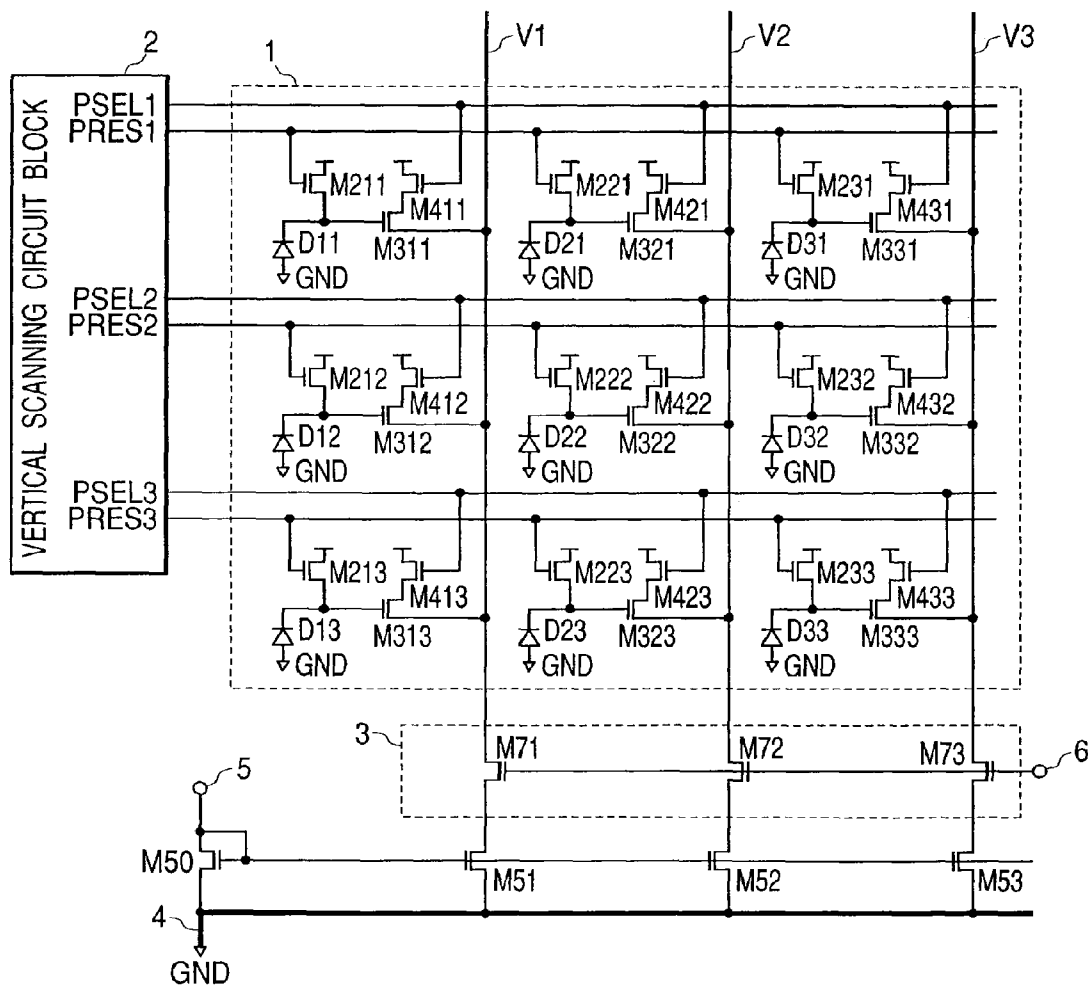 V1 V2 V3
2 1
VERTICAL SCANNING CIRCUIT BLOCK
PSEL1
PRES1
M211 M221 M231
M411 M421 M431
D11 D21 D31
M311 M321 M331
GND GND GND
PSEL2
PRES2
M212 M222 M232
M412 M422 M432
D12 D22 D32
M312 M322 M332
GND GND GND
PSEL3
PRES3
M213 M223 M233
M413 M423 M433
D13 D23 D33
M313 M323 M333
GND GND GND
3 M71 M72 M73 6
5
M50 M51 M52 M53
4
GND